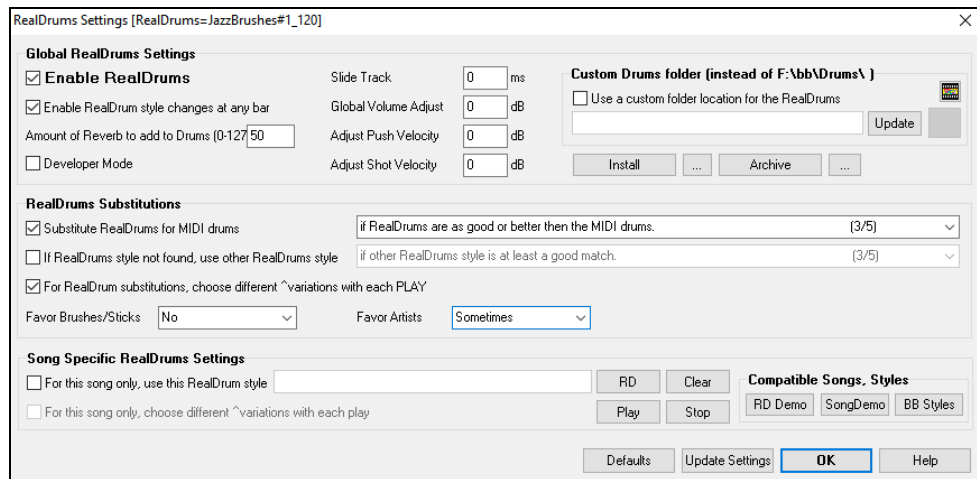 RealDrums Settings [RealDrums=JazzBrushes#1_120]
Global RealDrums Settings
Enable RealDrums
Enable RealDrum style changes at any bar
Amount of Reverb to add to Drums (0-127 50
Developer Mode
Slide Track 0 ms
Global Volume Adjust 0 dB
Adjust Push Velocity 0 dB
Adjust Shot Velocity 0 dB
Custom Drums folder (instead of F:\bb\Drums\ )
Use a custom folder location for the RealDrums
Update
Install ... Archive ...
RealDrums Substitutions
Substitute RealDrums for MIDI drums if RealDrums are as good or better then the MIDI drums. (3/5)
If RealDrums style not found, use other RealDrums style if other RealDrums style is at least a good match. (3/5)
For RealDrum substitutions, choose different ^variations with each PLAY
Favor Brushes/Sticks No Favor Artists Sometimes
Song Specific RealDrums Settings
For this song only, use this RealDrum style RD Clear
For this song only, choose different ^variations with each play Play Stop
Compatible Songs, Styles
RD Demo SongDemo BB Styles
Defaults Update Settings OK Help